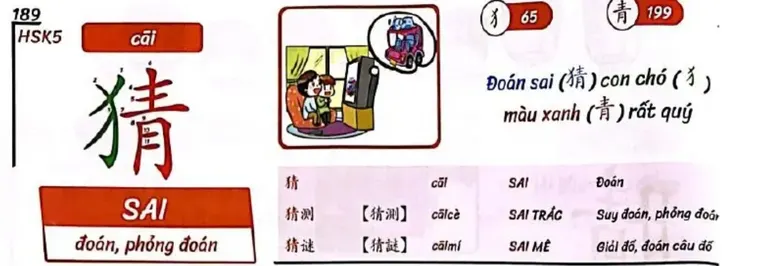 189
HSK5
cāi
猜
SAI
đoán, phỏng đoán
犭 65
青 199
Đoán sai (猜) con chó (犭)
màu xanh (青) rất quý
猜 cāi SAI Đoán
猜测 【猜測】 cāicè SAI TRẮC Suy đoán, phỏng đoán
猜谜 【猜謎】 cāimí SAI MÊ Giải đố, đoán câu đố